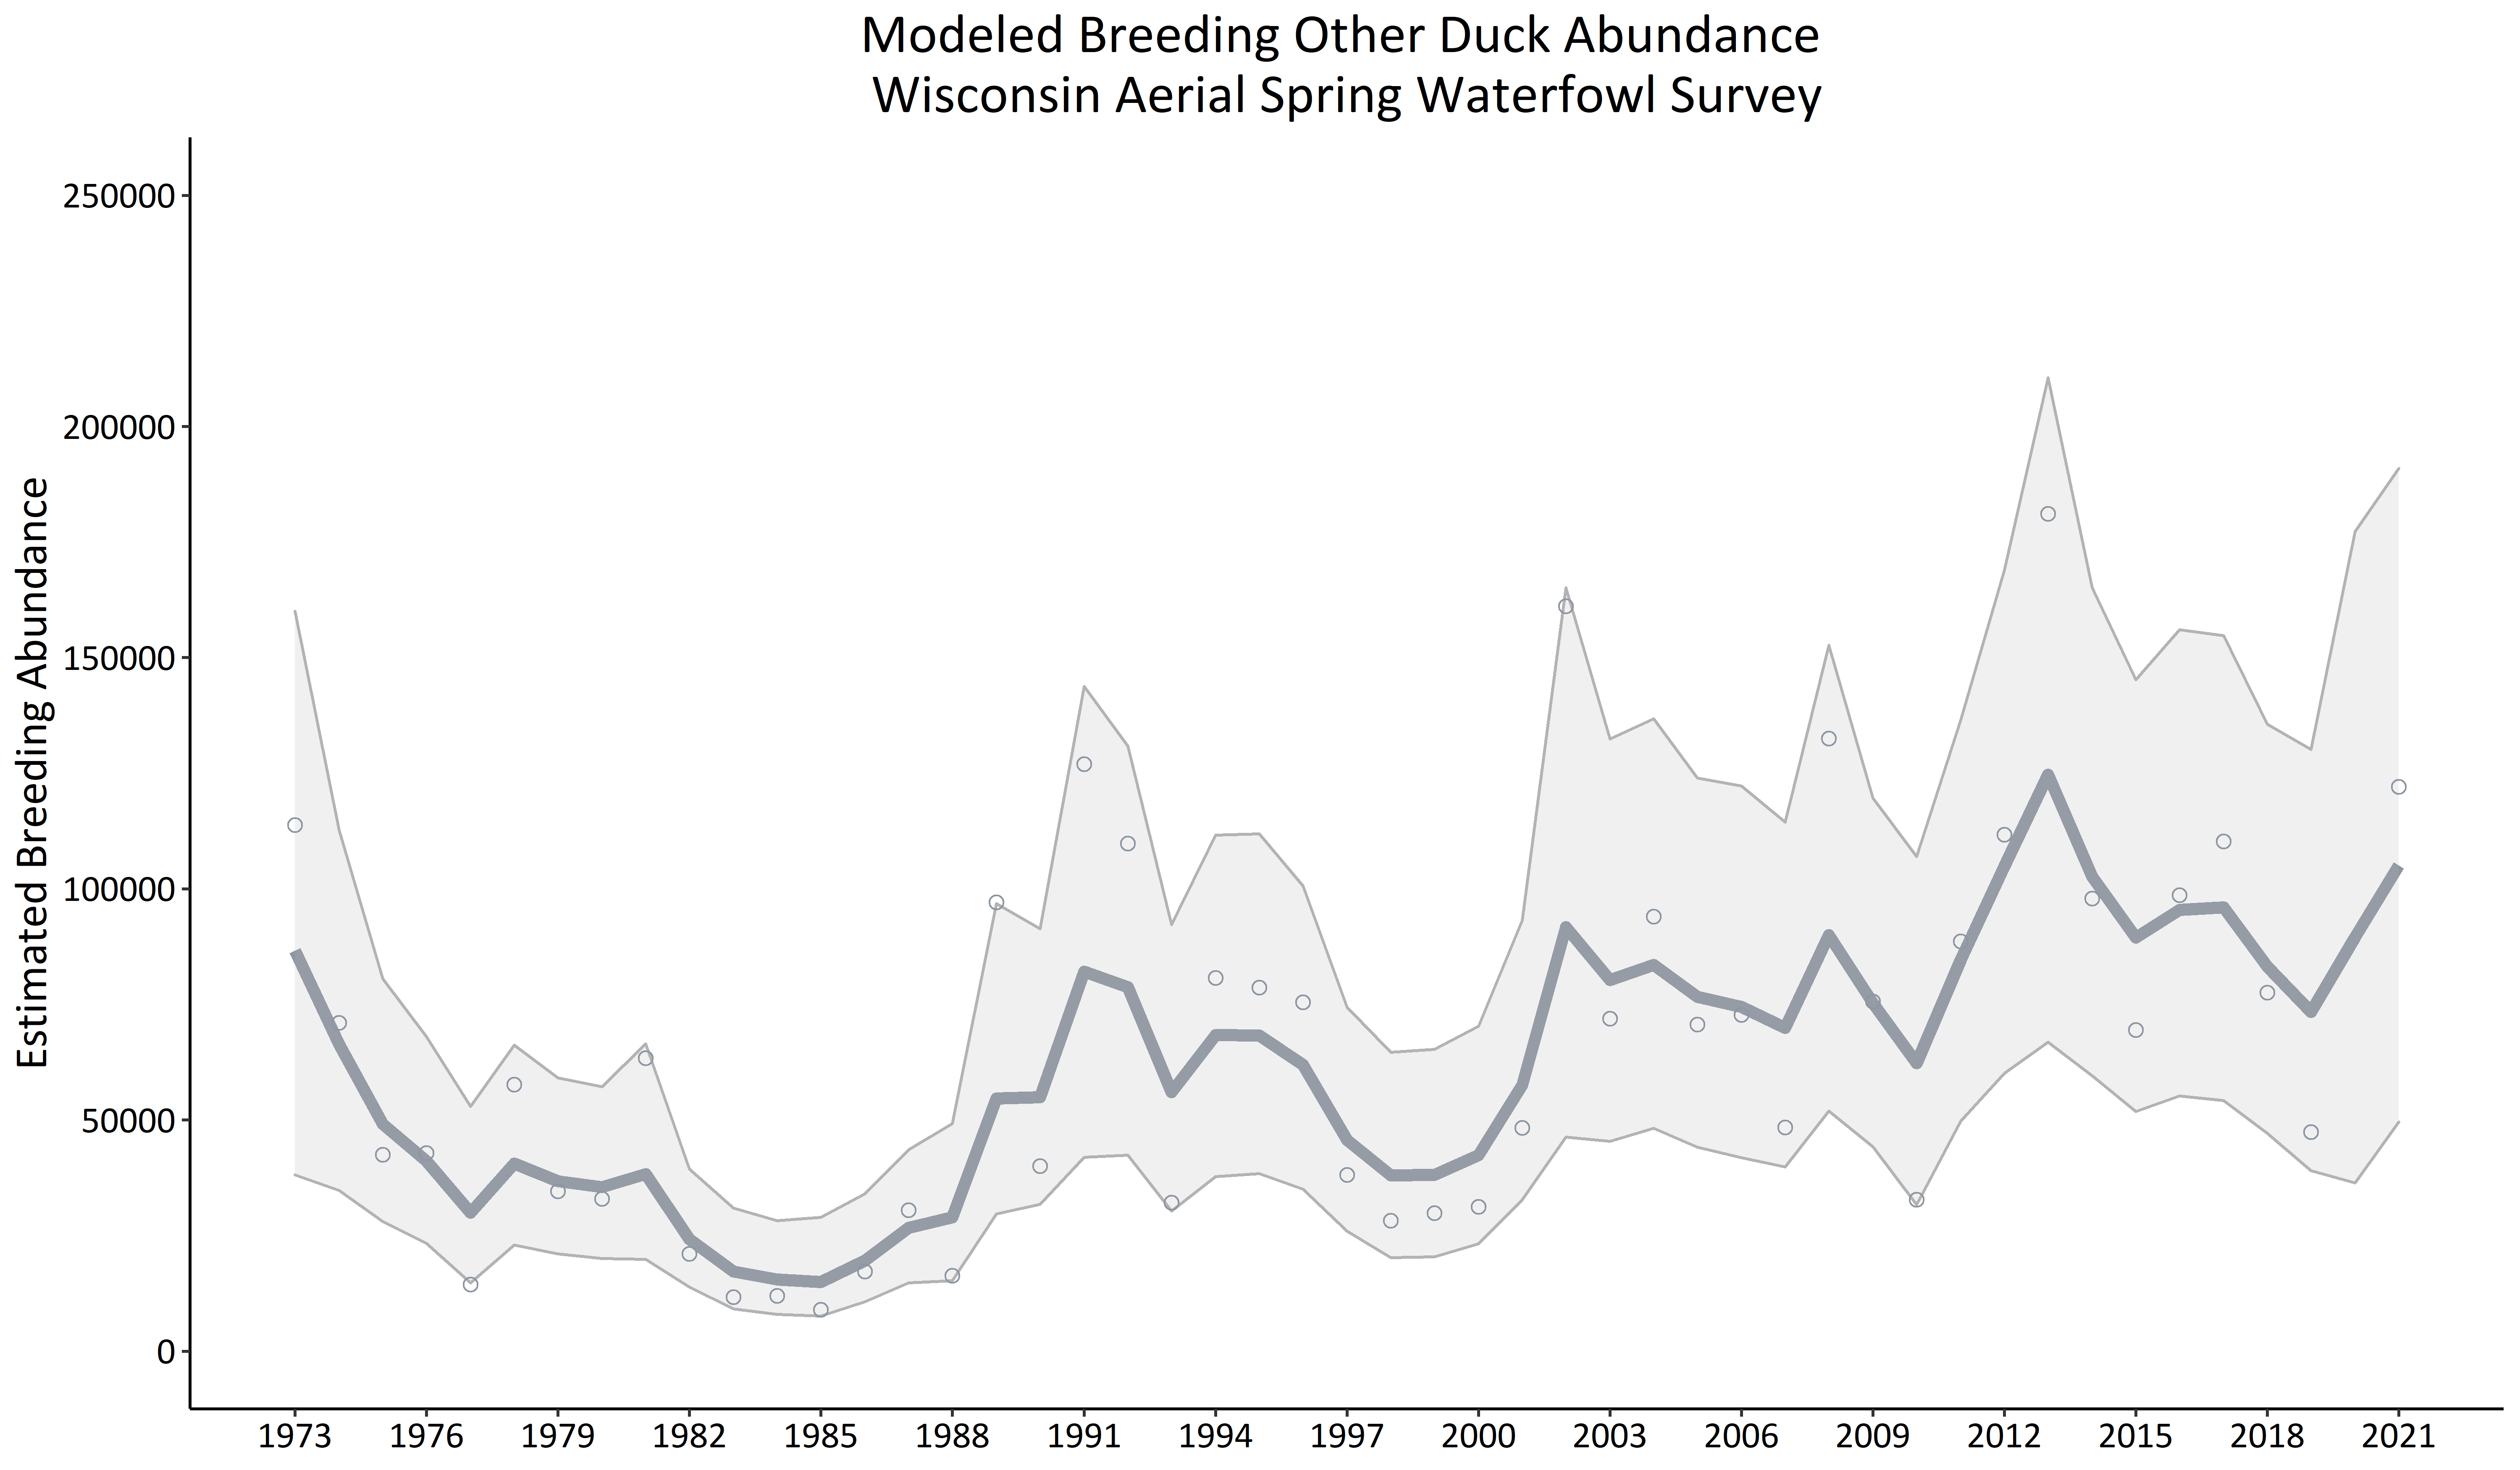 Modeled Breeding Other Duck Abundance
Wisconsin Aerial Spring Waterfowl Survey
Estimated Breeding Abundance
250000
200000
150000
100000
50000
0
1973 1976 1979 1982 1985 1988 1991 1994 1997 2000 2003 2006 2009 2012 2015 2018 2021